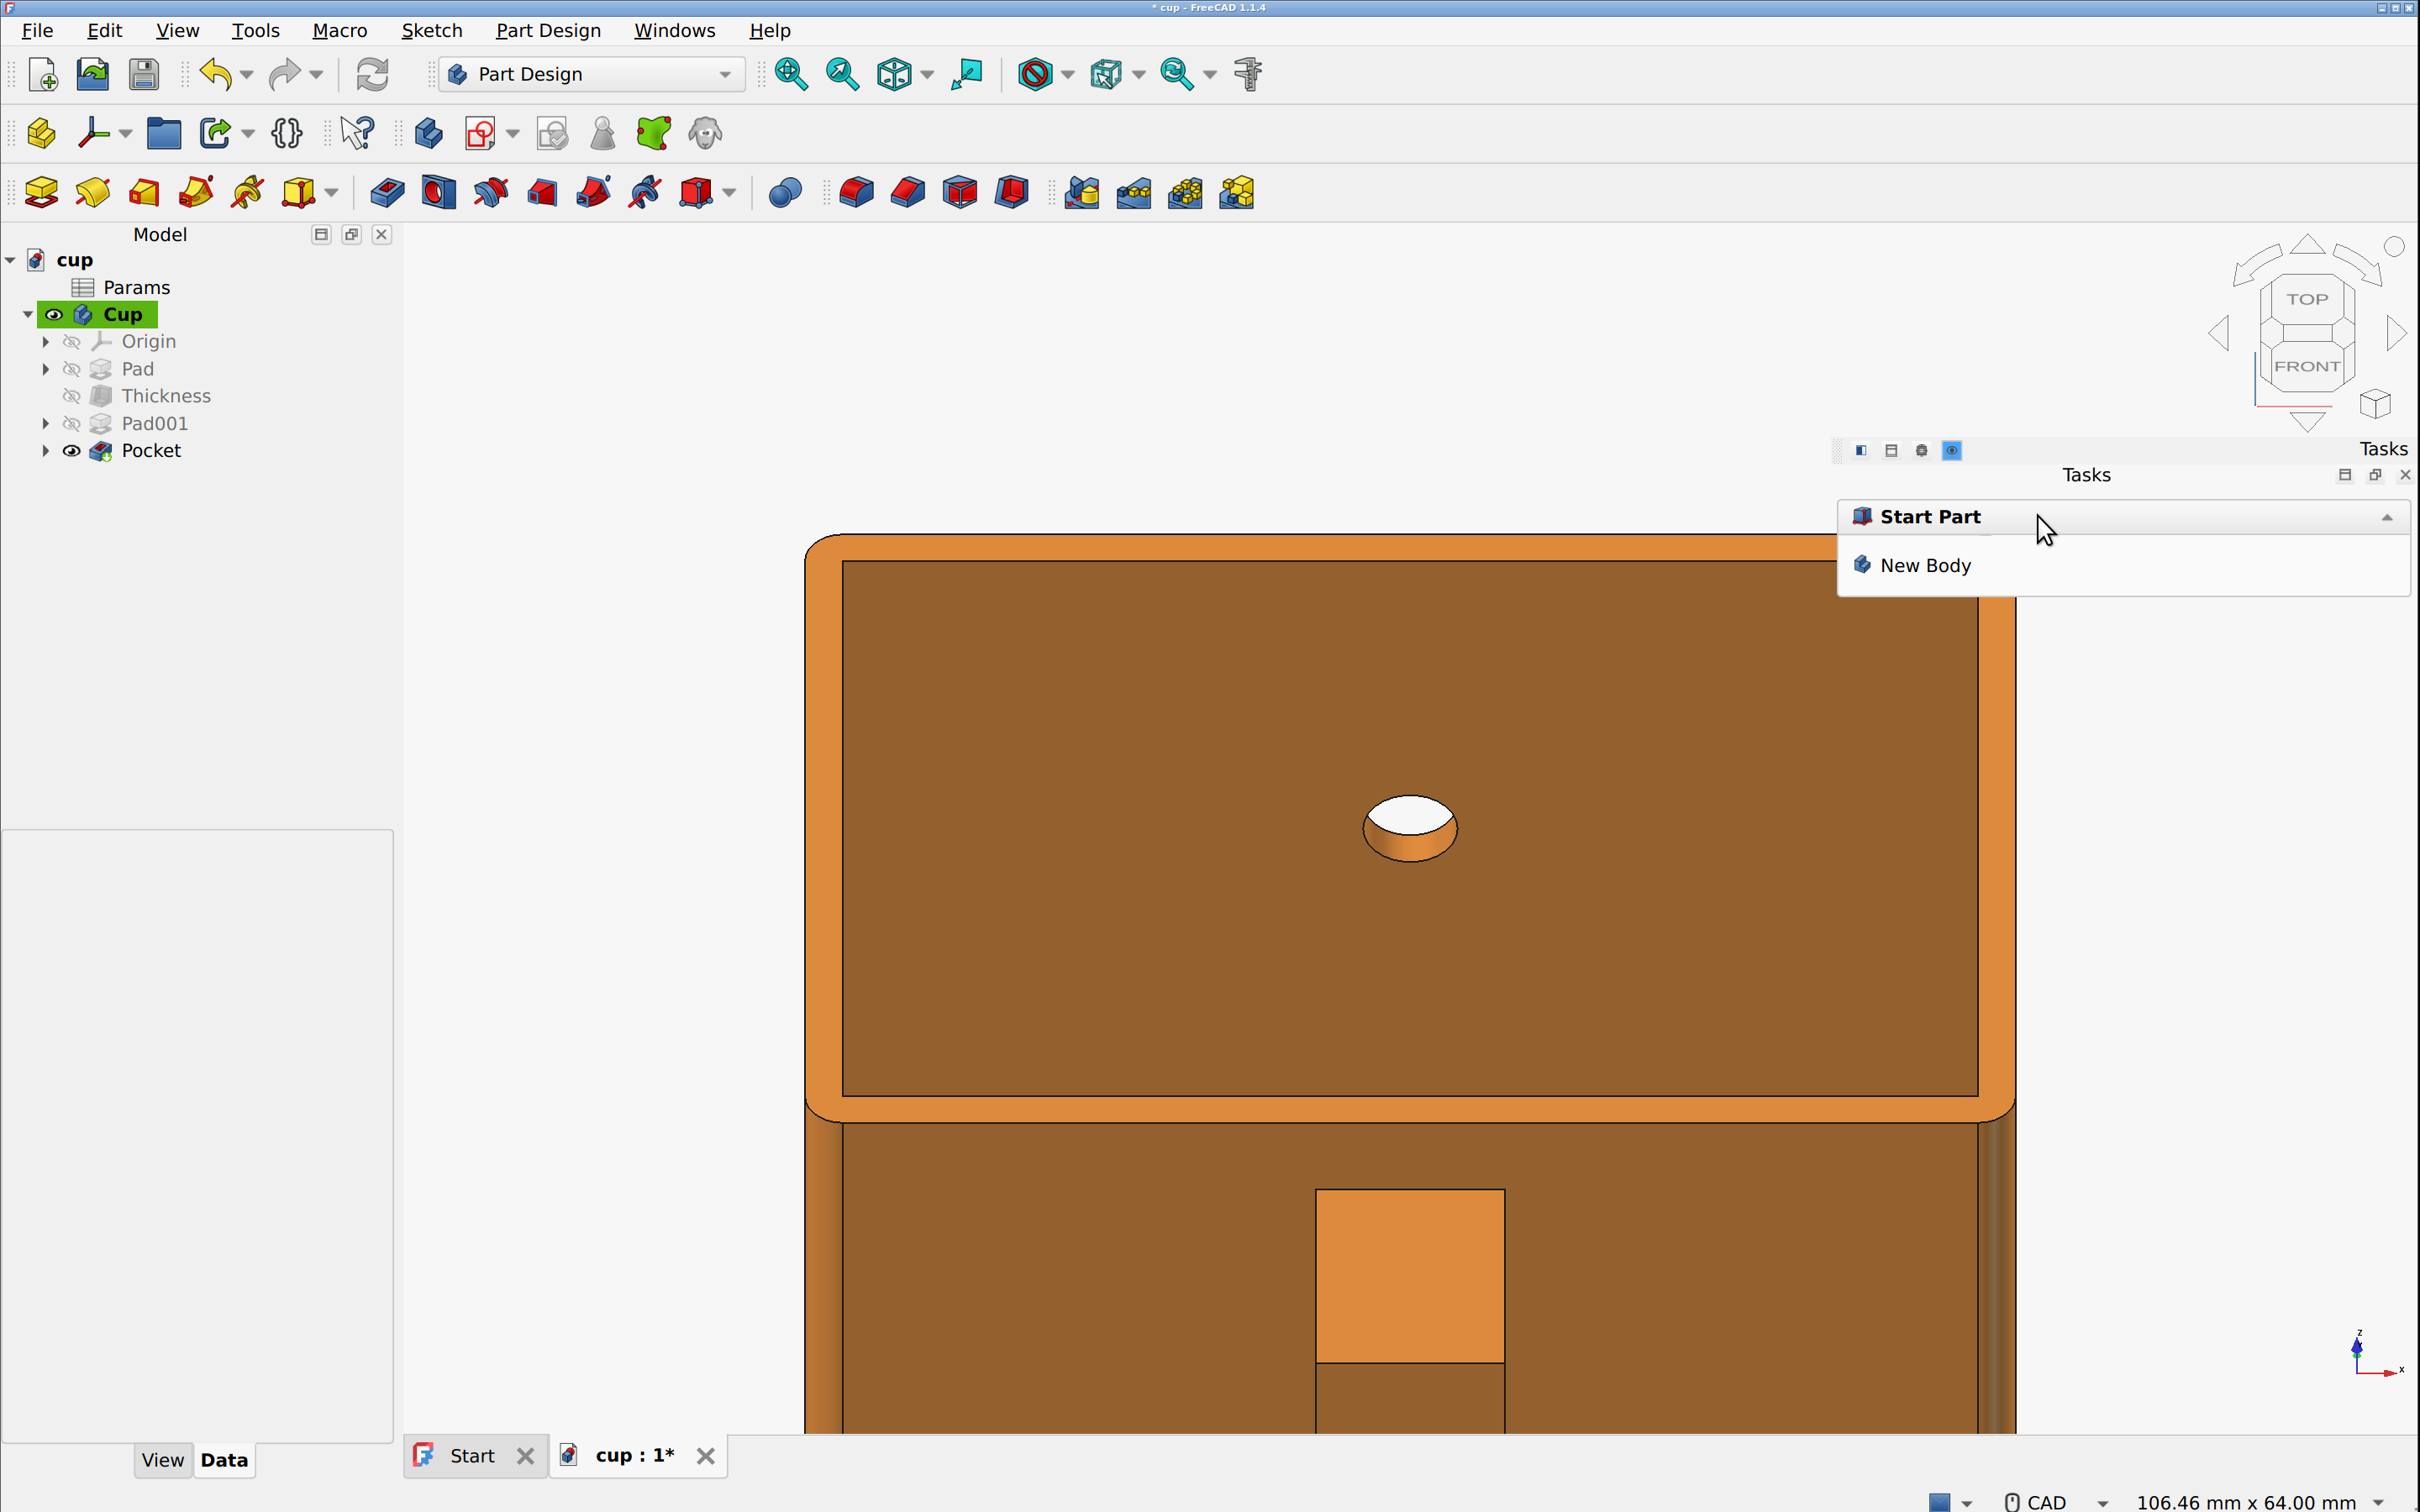 * cup - FreeCAD 1.1.4
File Edit View Tools Macro Sketch Part Design Windows Help
Part Design
Model
cup
Params
Cup
Origin
Pad
Thickness
Pad001
Pocket
TOP
FRONT
Tasks
Tasks
Start Part
New Body
z
x
View Data
Start
cup : 1*
CAD
106.46 mm x 64.00 mm